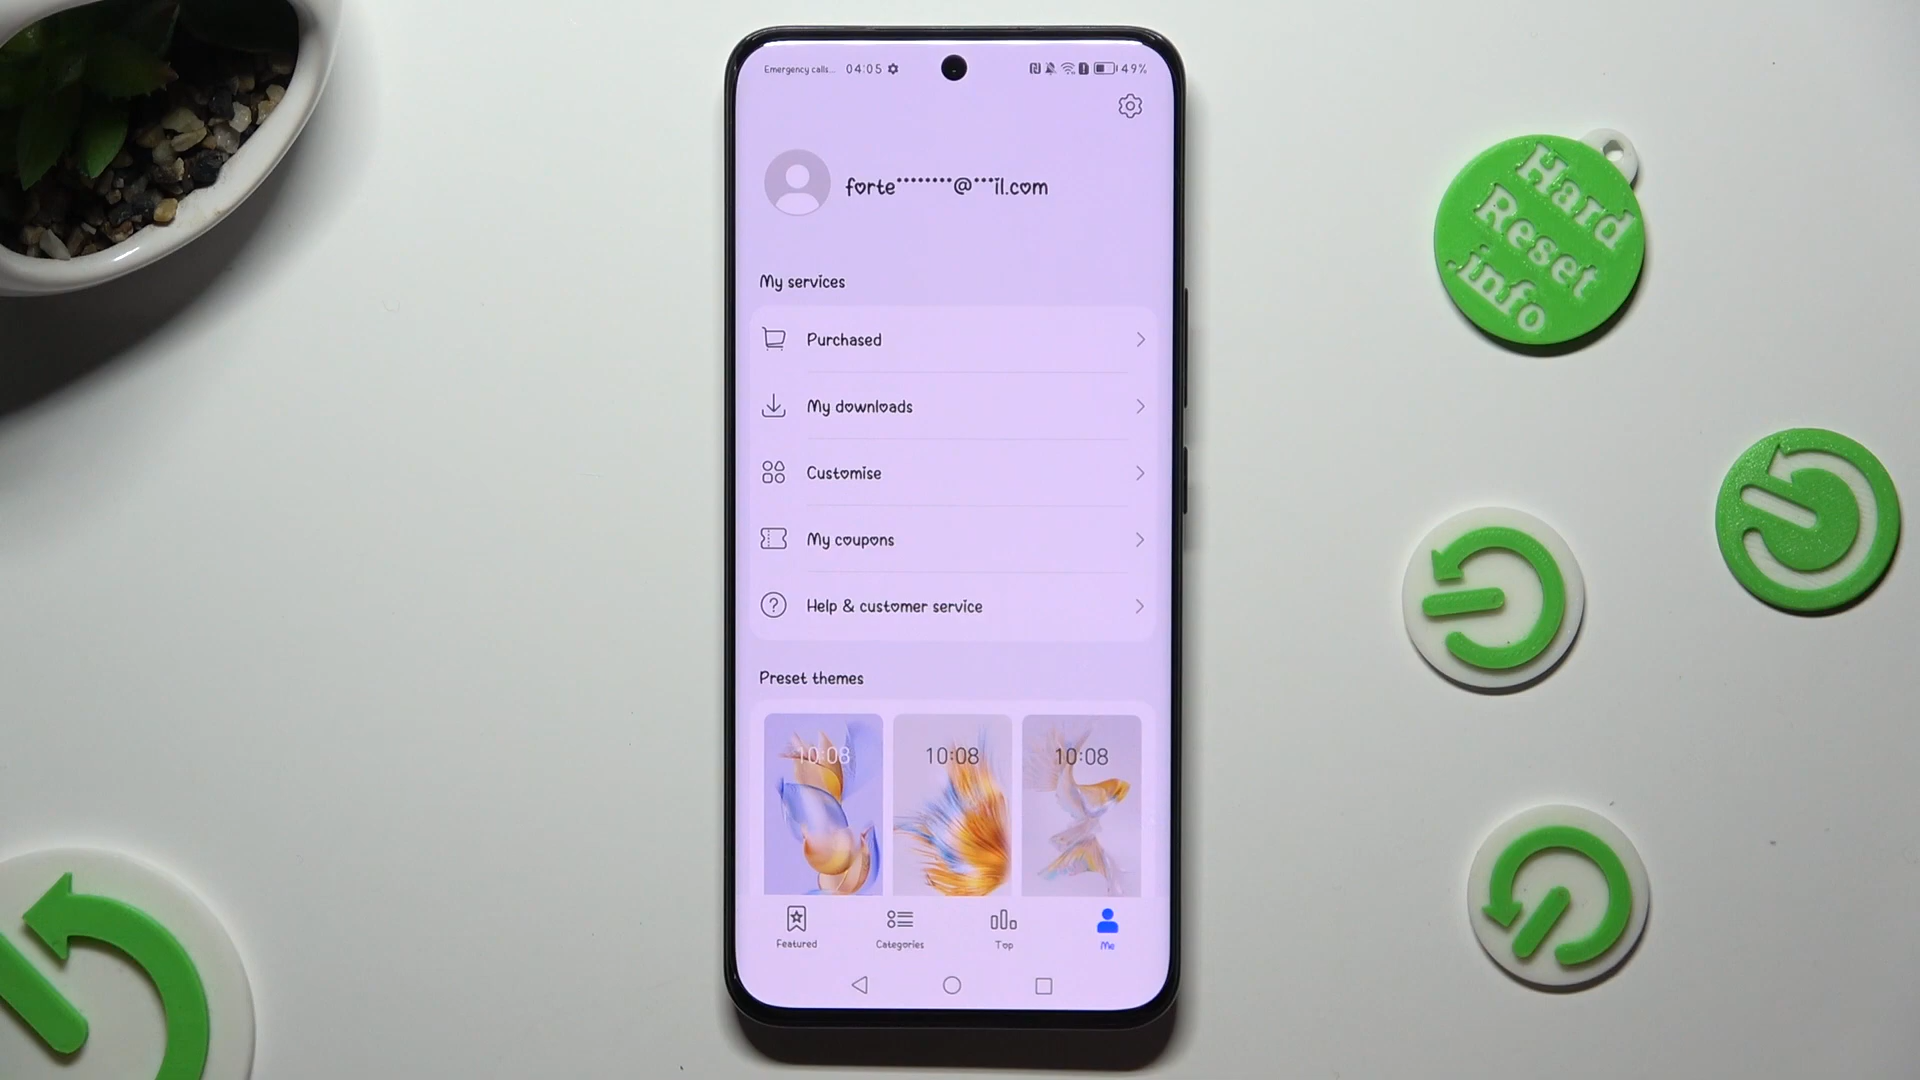 Emergency calls... 04:05 49%
forte********@***il.com
My services
Purchased
My downloads
Customise
My coupons
Help & customer service
Preset themes
10:08 10:08 10:08
Featured Categories Top Me
Hard
Reset
.info